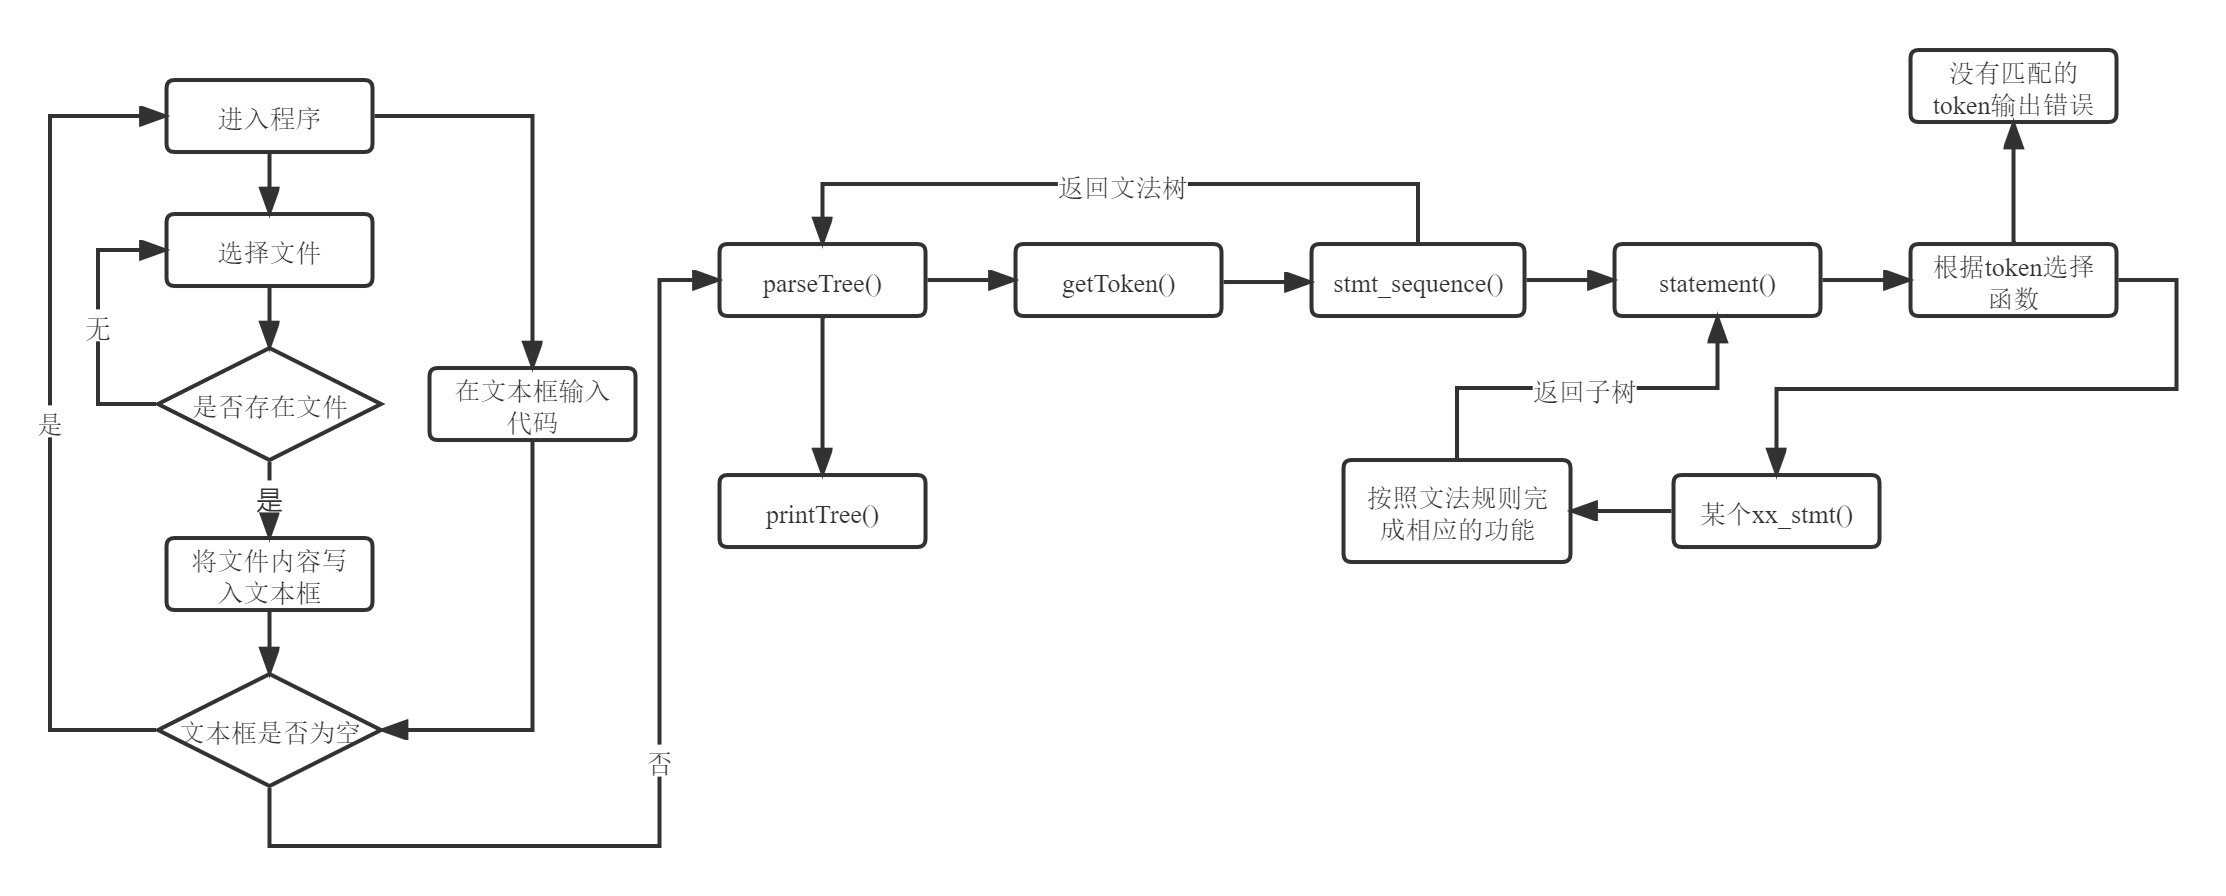 进入程序
选择文件
无
是否存在文件
是
是
将文件内容写
入文本框
文本框是否为空
在文本框输入
代码
否
返回文法树
parseTree()
getToken()
stmt_sequence()
statement()
根据token选择
函数
没有匹配的
token输出错误
printTree()
返回子树
按照文法规则完
成相应的功能
某个xx_stmt()